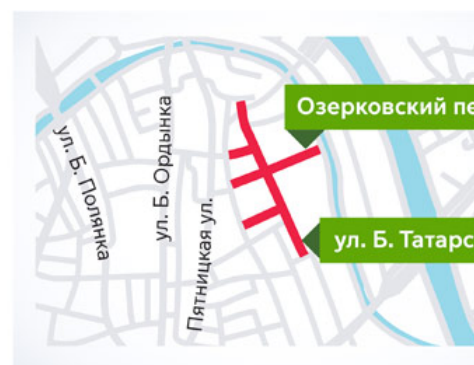 Озерковский пе
ул. Б. Полянка
ул. Б. Ордынка
Пятницкая ул.
ул. Б. Татарс